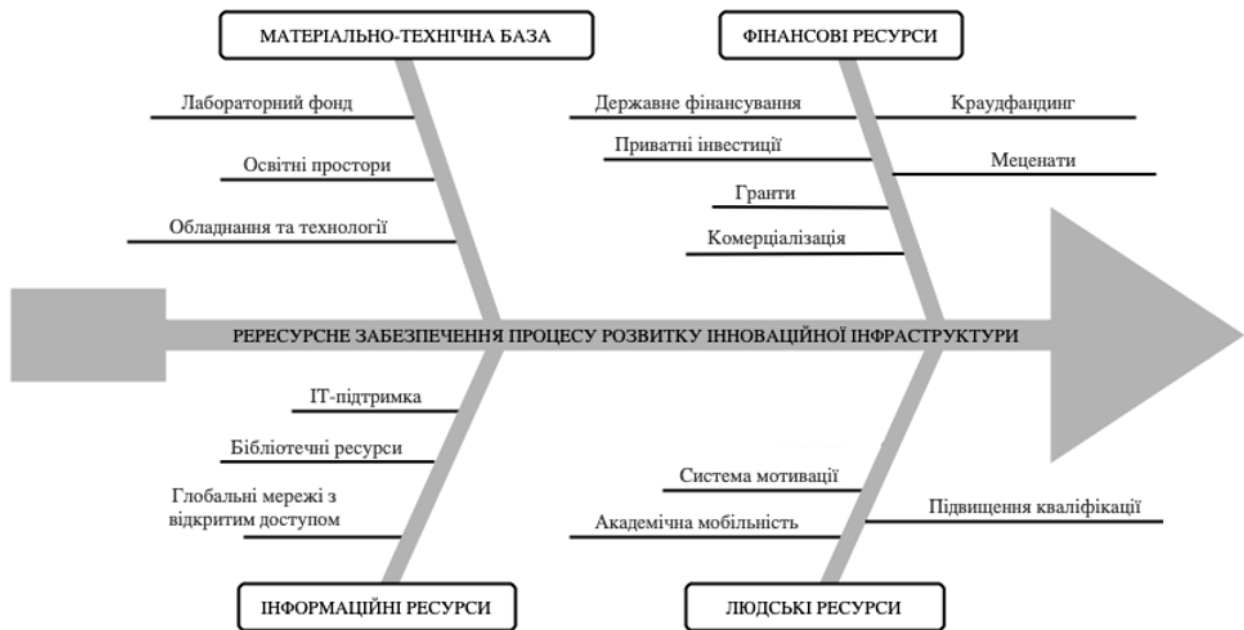 МАТЕРІАЛЬНО-ТЕХНІЧНА БАЗА
ФІНАНСОВІ РЕСУРСИ
Лабораторний фонд
Освітні простори
Обладнання та технології
Державне фінансування
Приватні інвестиції
Гранти
Комерціалізація
Краудфандинг
Меценати
РЕРЕСУРСНЕ ЗАБЕЗПЕЧЕННЯ ПРОЦЕСУ РОЗВИТКУ ІННОВАЦІЙНОЇ ІНФРАСТРУКТУРИ
ІТ-підтримка
Бібліотечні ресурси
Глобальні мережі з
відкритим доступом
Система мотивації
Академічна мобільність
Підвищення кваліфікації
ІНФОРМАЦІЙНІ РЕСУРСИ
ЛЮДСЬКІ РЕСУРСИ